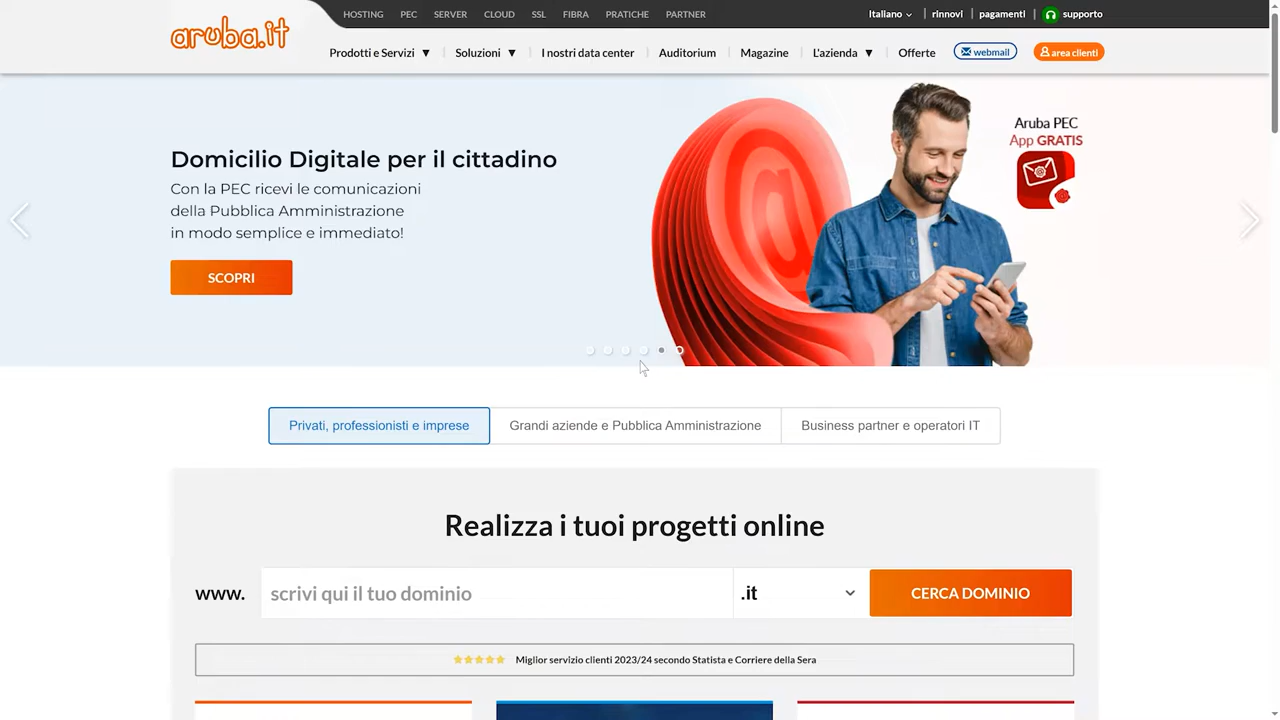 aruba.it
HOSTING PEC SERVER CLOUD SSL FIBRA PRATICHE PARTNER
Italiano rinnovi pagamenti supporto
Prodotti e Servizi ▼ Soluzioni ▼ I nostri data center Auditorium Magazine L'azienda ▼ Offerte webmail area clienti
Domicilio Digitale per il cittadino
Con la PEC ricevi le comunicazioni
della Pubblica Amministrazione
in modo semplice e immediato!
SCOPRI
@
Aruba PEC
App GRATIS
Privati, professionisti e imprese Grandi aziende e Pubblica Amministrazione Business partner e operatori IT
Realizza i tuoi progetti online
www. scrivi qui il tuo dominio .it CERCA DOMINIO
Miglior servizio clienti 2023/24 secondo Statista e Corriere della Sera